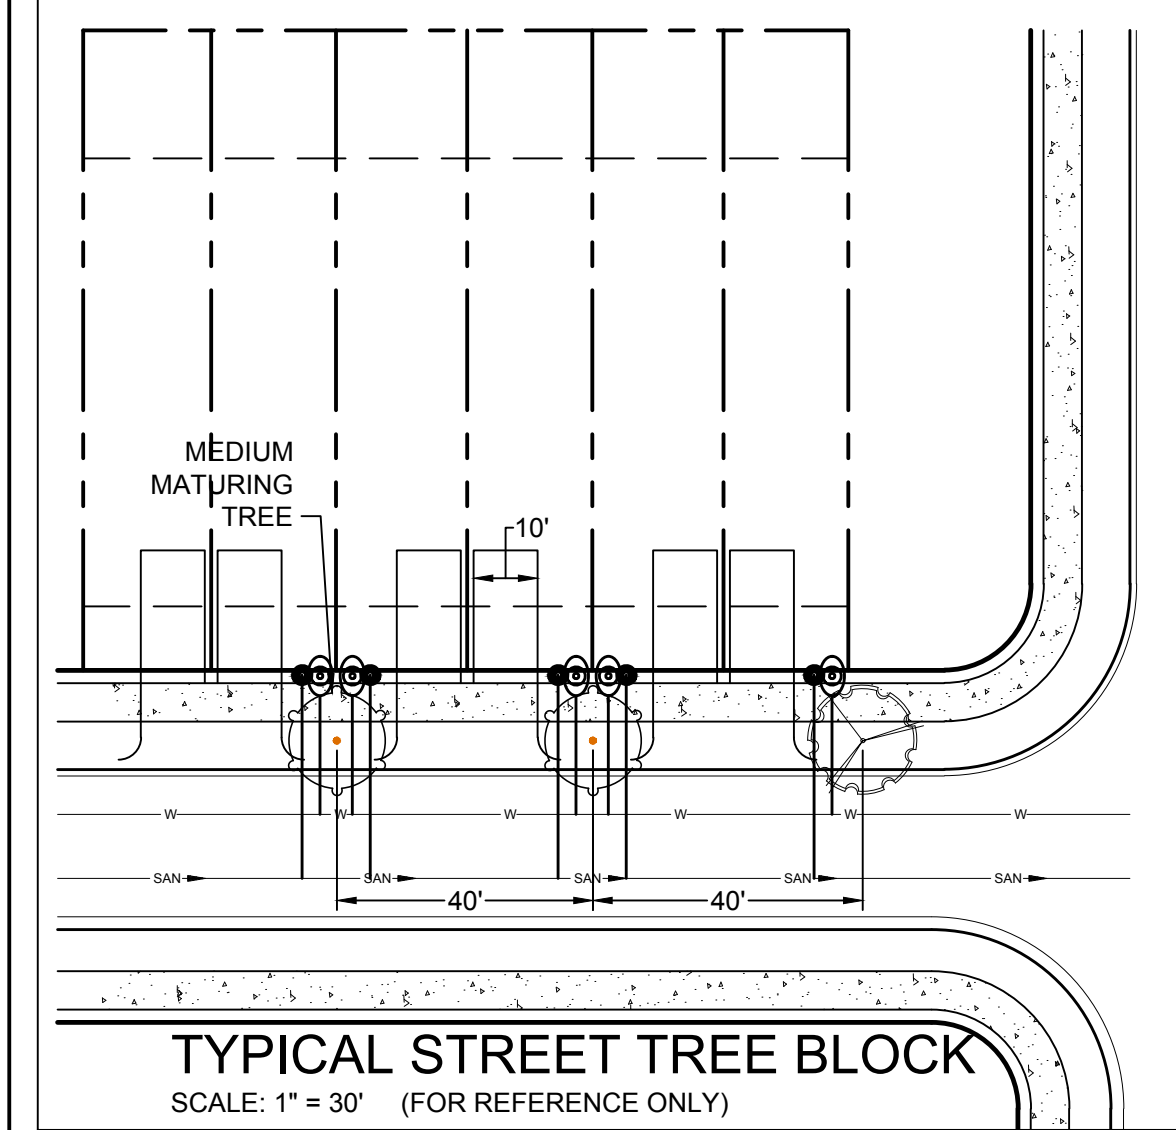 MEDIUM
MATURING
TREE
10'
W W W W W W
SAN SAN SAN SAN SAN
40' 40'
TYPICAL STREET TREE BLOCK
SCALE: 1" = 30' (FOR REFERENCE ONLY)